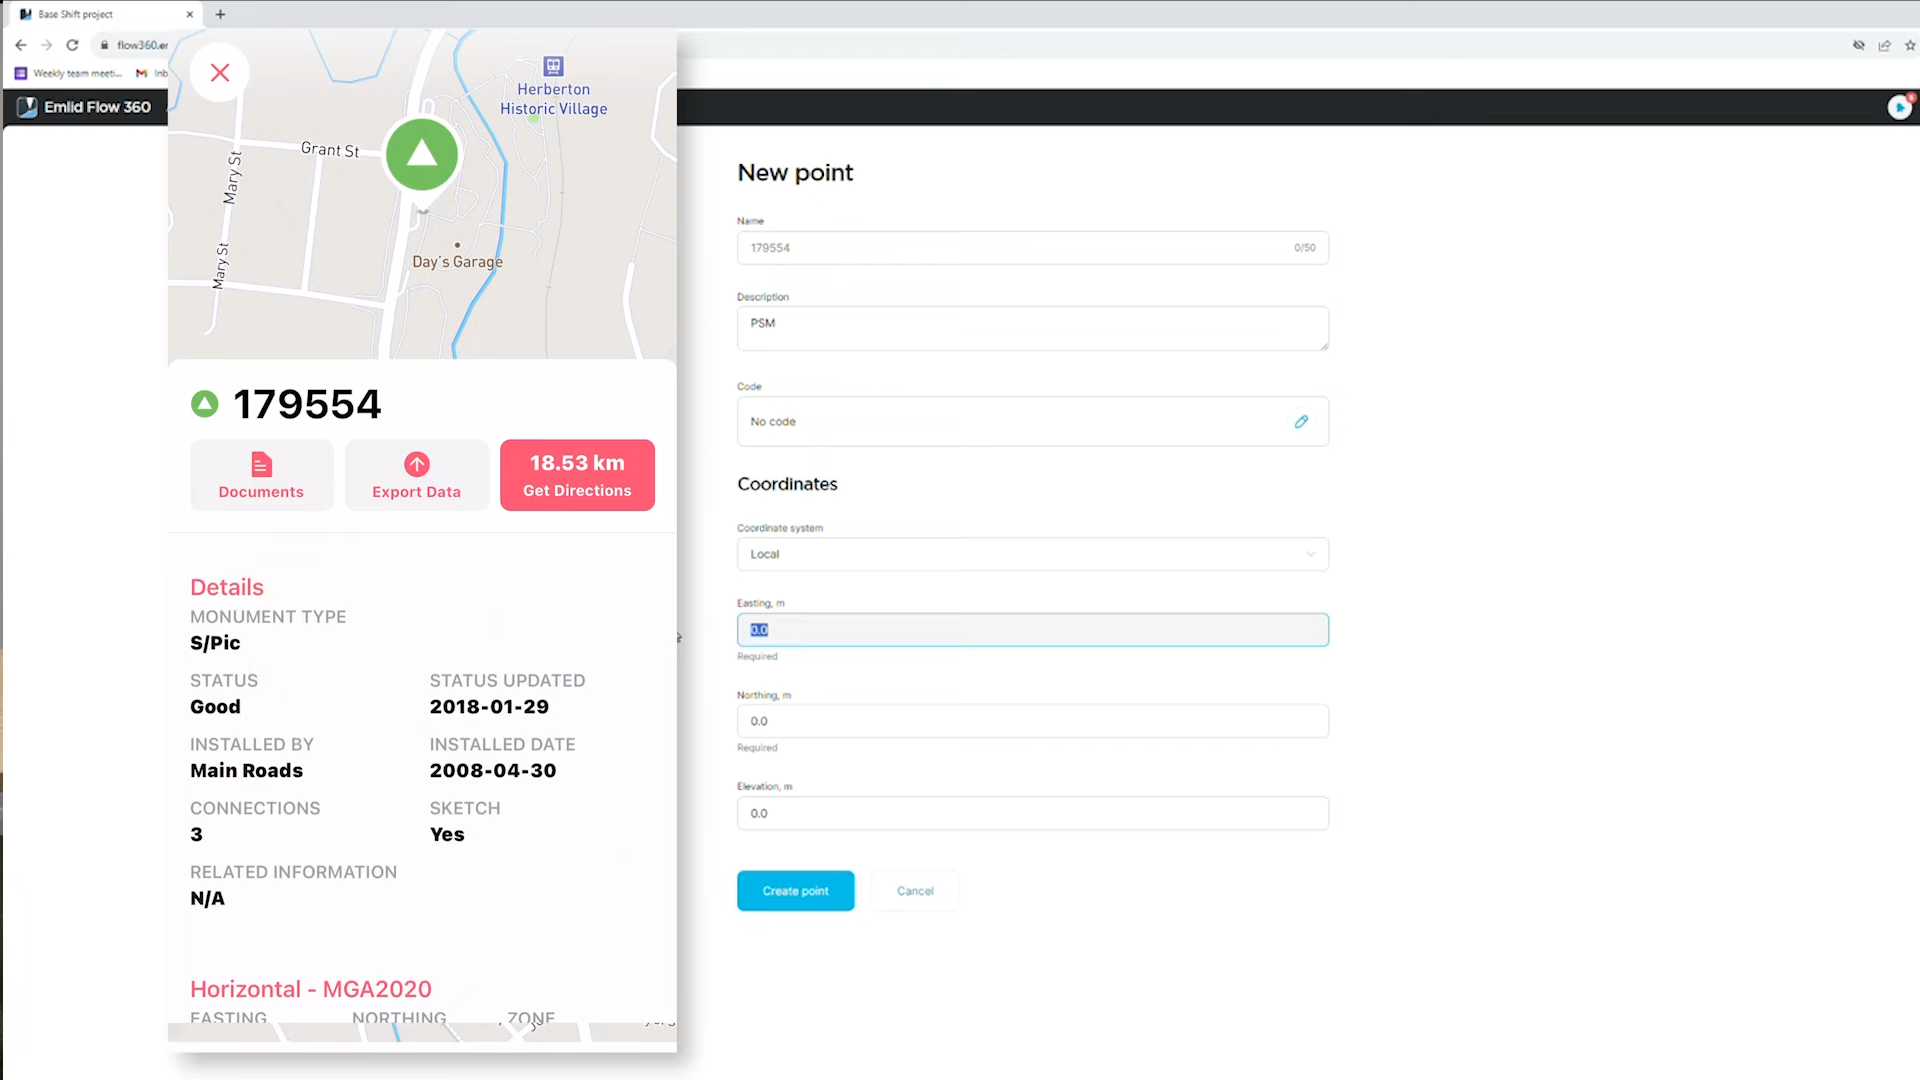 Base Shift project
flow360.er
Weekly team meeti...
Inb
Emlid Flow 360
Herberton
Historic Village
Grant St
Mary St
Mary St
Day's Garage
179554
Documents
Export Data
18.53 km
Get Directions
Details
MONUMENT TYPE
S/Pic
STATUS
STATUS UPDATED
Good
2018-01-29
INSTALLED BY
INSTALLED DATE
Main Roads
2008-04-30
CONNECTIONS
SKETCH
3
Yes
RELATED INFORMATION
N/A
Horizontal - MGA2020
EASTING
NORTHING
ZONE
New point
Name
179554
0/50
Description
PSM
Code
No code
Coordinates
Coordinate system
Local
Easting, m
0.0
Required
Northing, m
0.0
Required
Elevation, m
0.0
Create point
Cancel